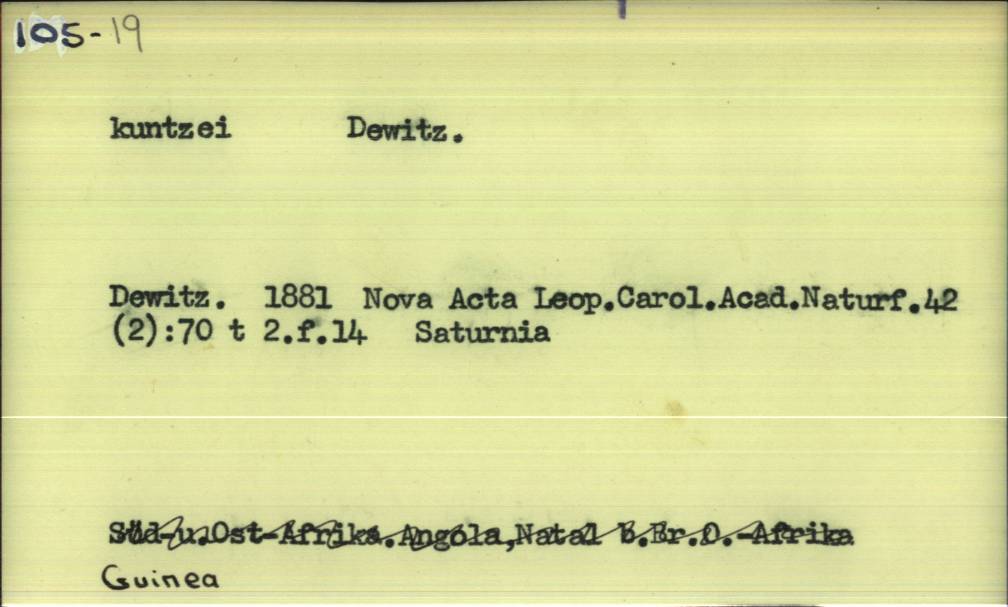 105-19
kuntzei Dewitz.
Dewitz. 1881 Nova Acta Leop.Carol.Acad.Naturf.42
(2):70 t 2.f.14 Saturnia
Süd-u.Ost-Afrika.Angola,Natal b.Br.O.-Afrika
Guinea